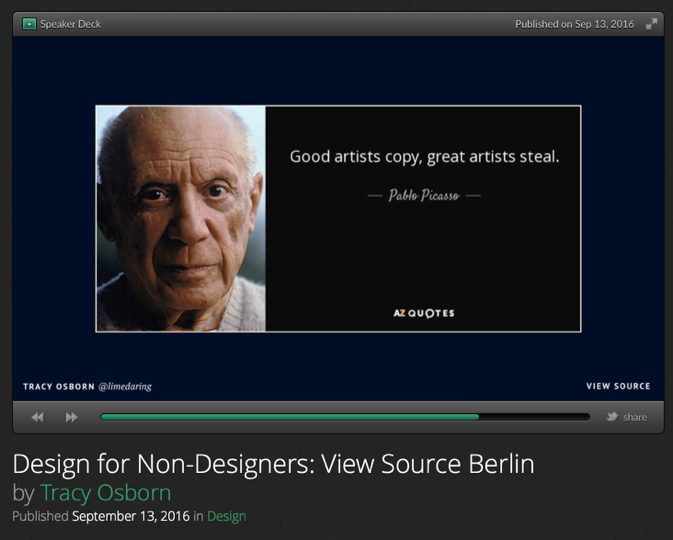 Speaker Deck
Published on Sep 13, 2016
Good artists copy, great artists steal.
— Pablo Picasso —
AZ QUOTES
TRACY OSBORN @limedaring
VIEW SOURCE
share
Design for Non-Designers: View Source Berlin
by Tracy Osborn
Published September 13, 2016 in Design